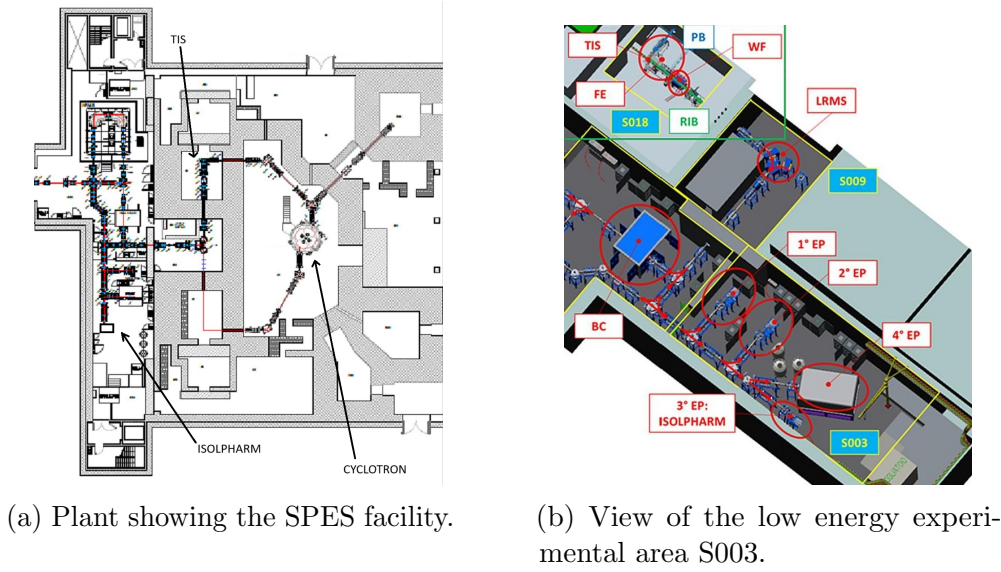 TIS
ISOLPHARM
CYCLOTRON
TIS
PB
WF
FE
RIB
S018
LRMS
S009
1° EP
2° EP
BC
4° EP
3° EP:
ISOLPHARM
S003
(a) Plant showing the SPES facility.
(b) View of the low energy experi-
mental area S003.